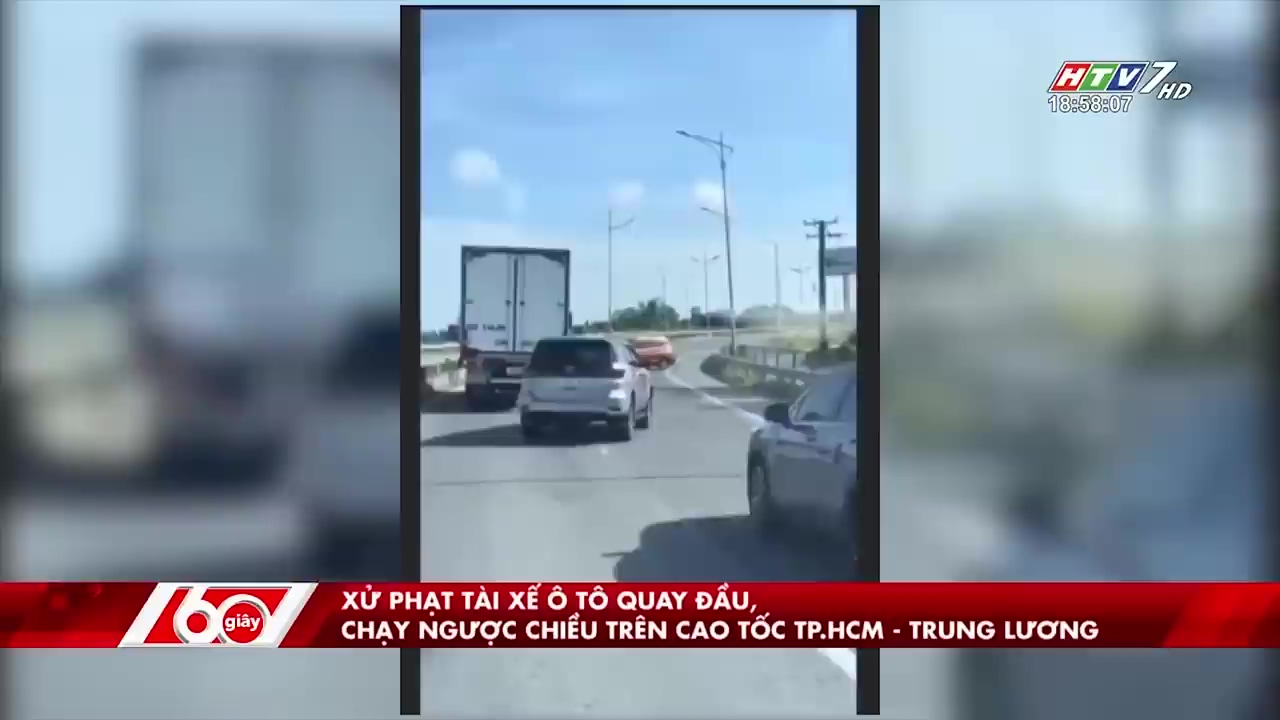 HTV7 HD
18:58:07
60 giây
XỬ PHẠT TÀI XẾ Ô TÔ QUAY ĐẦU,
CHẠY NGƯỢC CHIỀU TRÊN CAO TỐC TP.HCM - TRUNG LƯƠNG